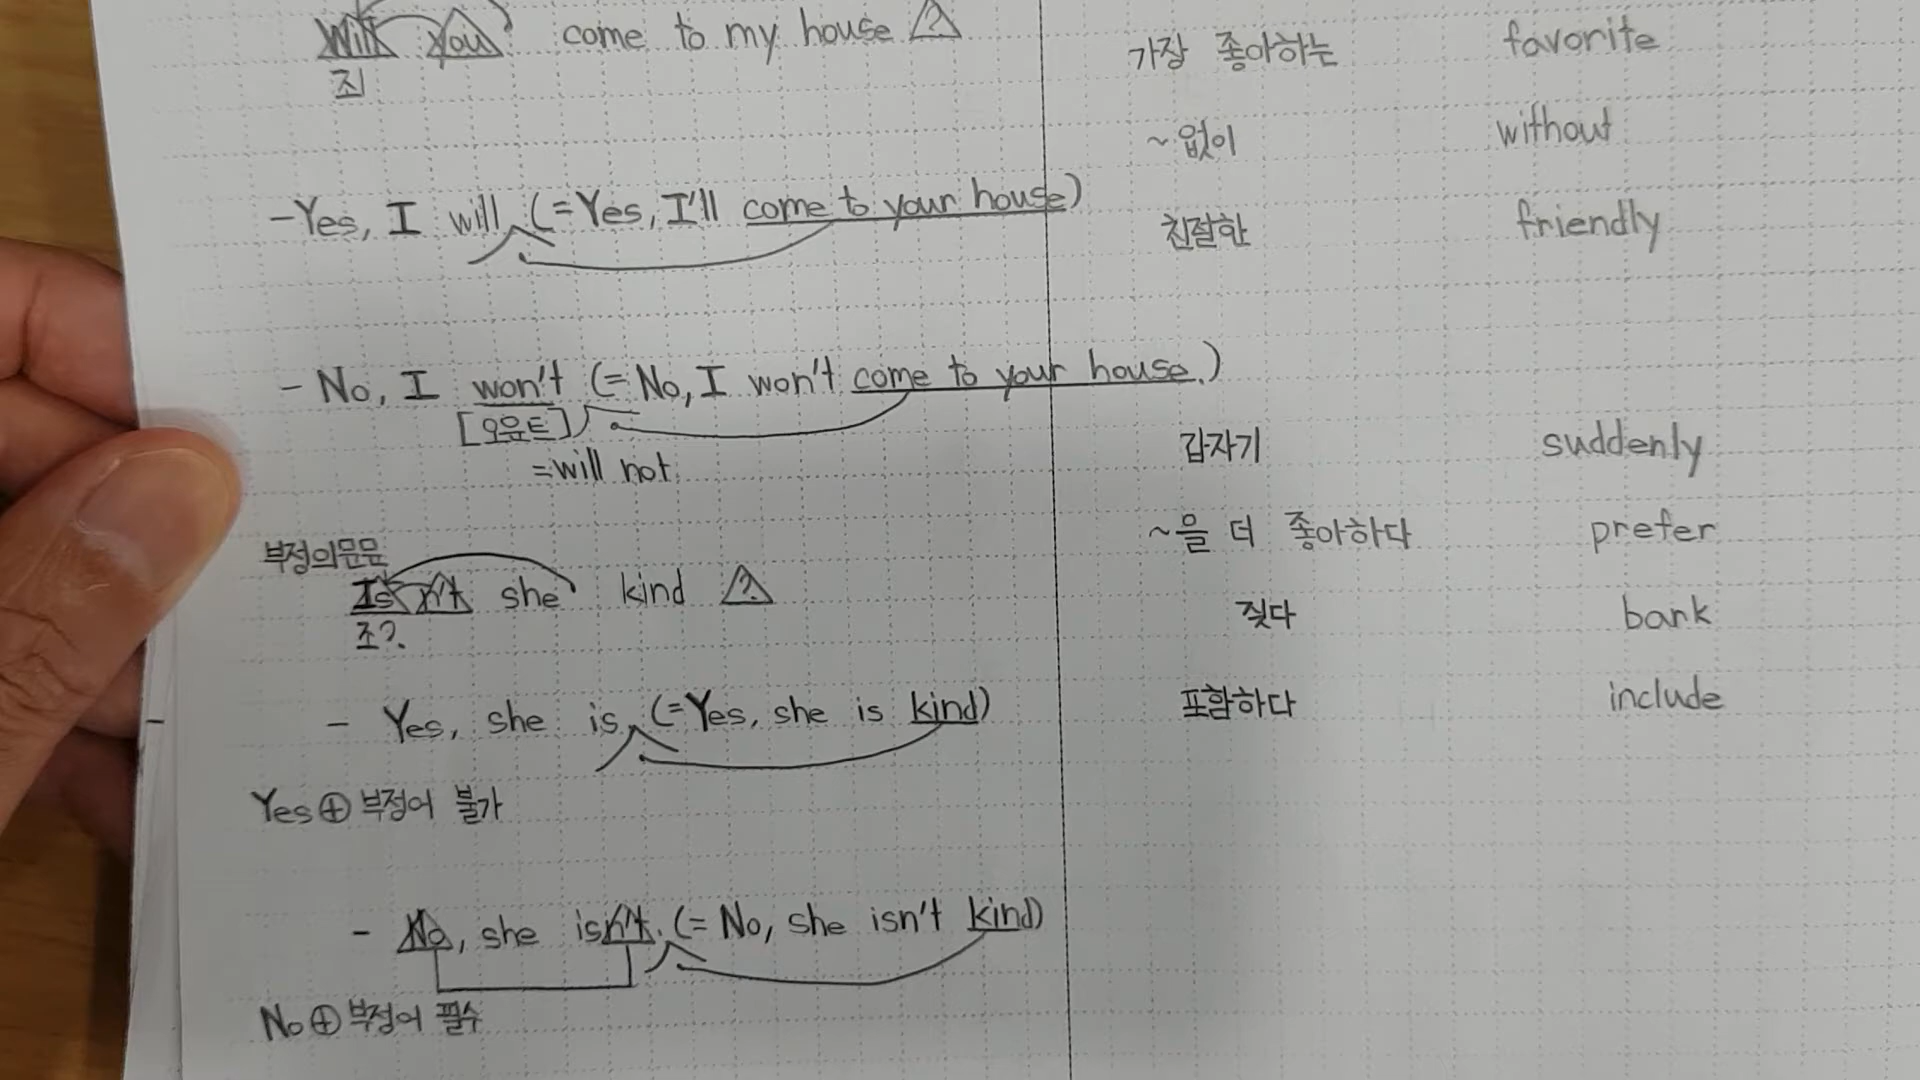 Will you come to my house ?
조
-Yes, I will (=Yes, I'll come to your house)
- No, I won't (= No, I won't come to your house.)
[오윤트]
=will not
부정의문문
Isn't she kind ?
조?
- Yes, she is (=Yes, she is kind)
Yes⊕부정어 불가
- No, she isn't. (= No, she isn't kind)
No⊕부정어 필수
가장 좋아하는 favorite
~없이 without
친절한 friendly
갑자기 suddenly
~을 더 좋아하다 prefer
짖다 bank
포함하다 include